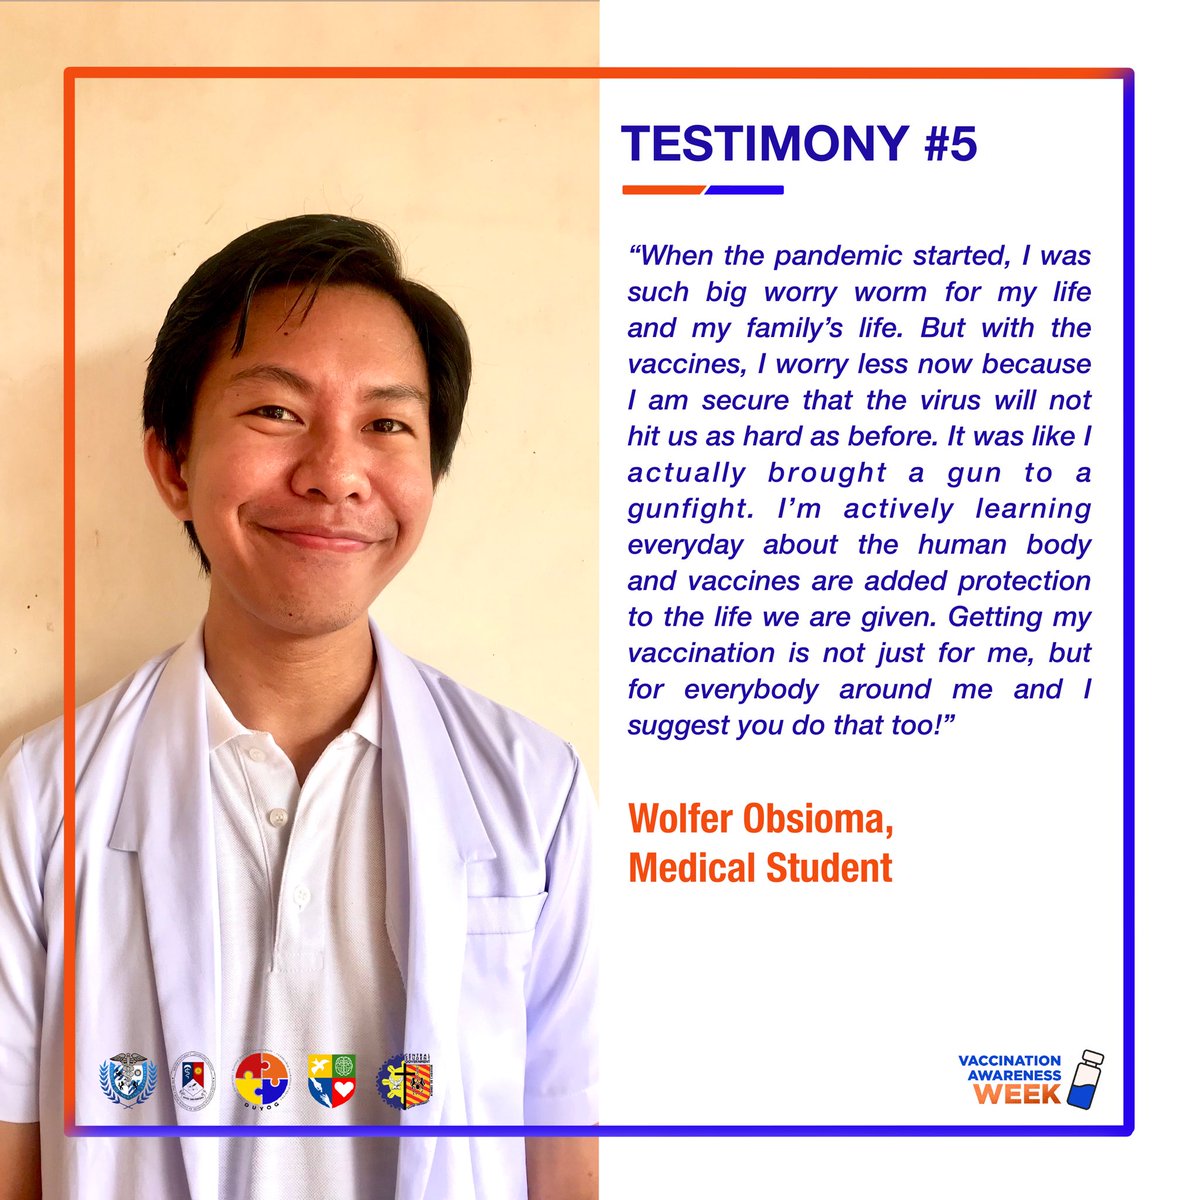 TESTIMONY #5
“When the pandemic started, I was
such big worry worm for my life
and my family’s life. But with the
vaccines, I worry less now because
I am secure that the virus will not
hit us as hard as before. It was like I
actually brought a gun to a
gunfight. I’m actively learning
everyday about the human body
and vaccines are added protection
to the life we are given. Getting my
vaccination is not just for me, but
for everybody around me and I
suggest you do that too!”
Wolfer Obsioma,
Medical Student
DUYOG
VACCINATION
AWARENESS
WEEK